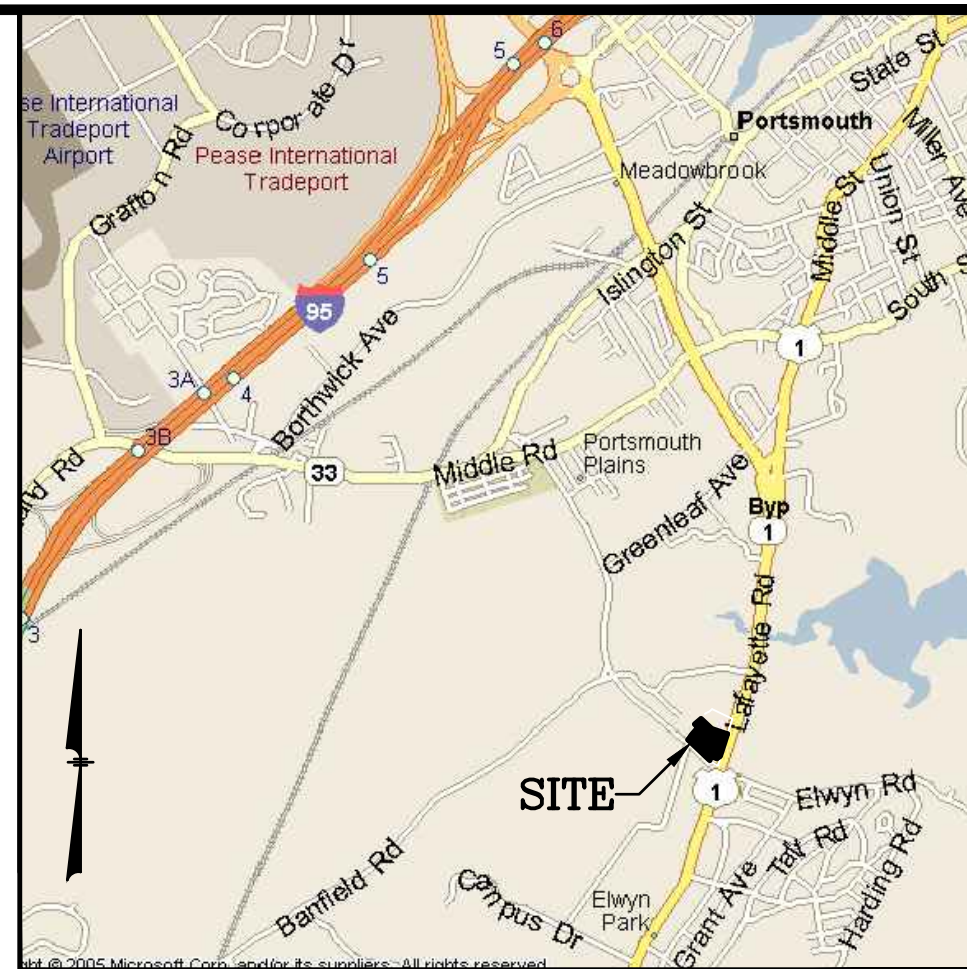 6
5
State St
se International
Tradeport
Airport
Corporate Dr
Pease International
Tradeport
Grafton Rd
Portsmouth
Meadowbrook
Miller Ave
Union St
Middle St
Islington St
South
5
95
1
3A
4
Borthwick Ave
3B
33
Middle Rd
Portsmouth
Plains
Greenleaf Ave
Byp
1
and Rd
3
Lafayette Rd
SITE
1
Elwyn Rd
Taft Rd
Harding Rd
Grant Ave
Banfield Rd
Campus Dr
Elwyn
Park
ght © 2005 Microsoft Corp. and/or its suppliers. All rights reserved